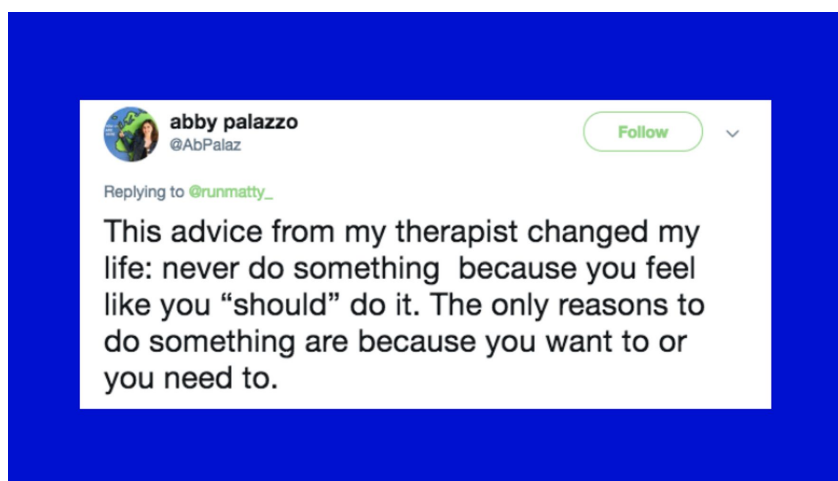 abby palazzo
@AbPalaz
Follow
Replying to @runmatty_
This advice from my therapist changed my
life: never do something  because you feel
like you “should” do it. The only reasons to
do something are because you want to or
you need to.